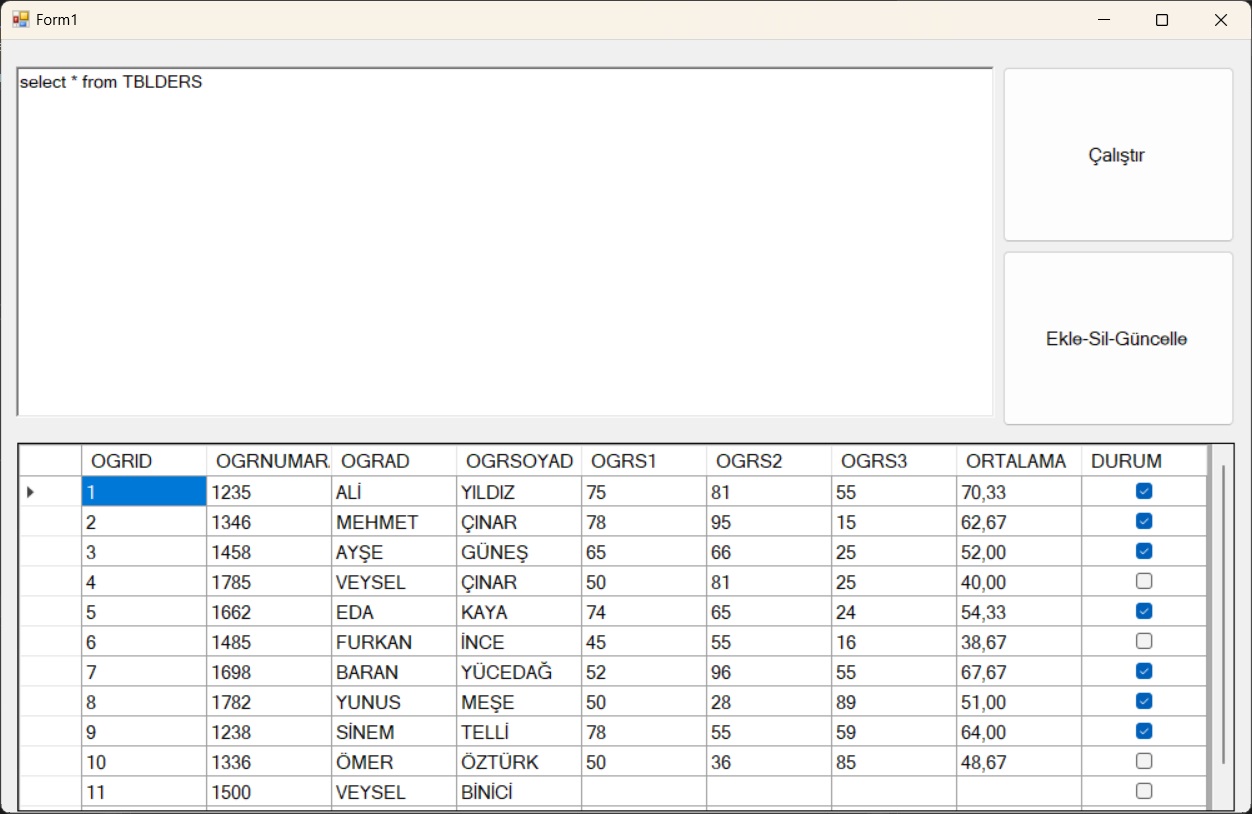 Form1
select * from TBLDERS
Çalıştır
Ekle-Sil-Güncelle
OGRID OGRNUMAR. OGRAD OGRSOYAD OGRS1 OGRS2 OGRS3 ORTALAMA DURUM
1 1235 ALİ YILDIZ 75 81 55 70,33
2 1346 MEHMET ÇINAR 78 95 15 62,67
3 1458 AYŞE GÜNEŞ 65 66 25 52,00
4 1785 VEYSEL ÇINAR 50 81 25 40,00
5 1662 EDA KAYA 74 65 24 54,33
6 1485 FURKAN İNCE 45 55 16 38,67
7 1698 BARAN YÜCEDAĞ 52 96 55 67,67
8 1782 YUNUS MEŞE 50 28 89 51,00
9 1238 SİNEM TELLİ 78 55 59 64,00
10 1336 ÖMER ÖZTÜRK 50 36 85 48,67
11 1500 VEYSEL BİNİCİ